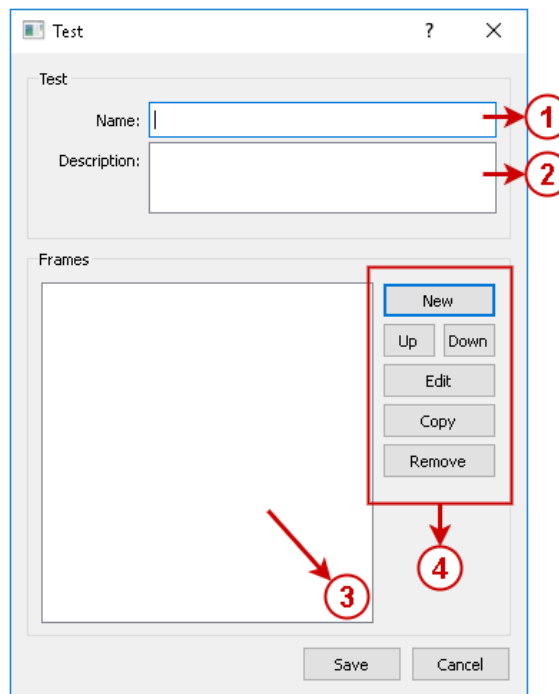 Test ? ×
Test
Name: 1
Description: 2
Frames
New
Up Down
Edit
Copy
Remove
4
3
Save Cancel